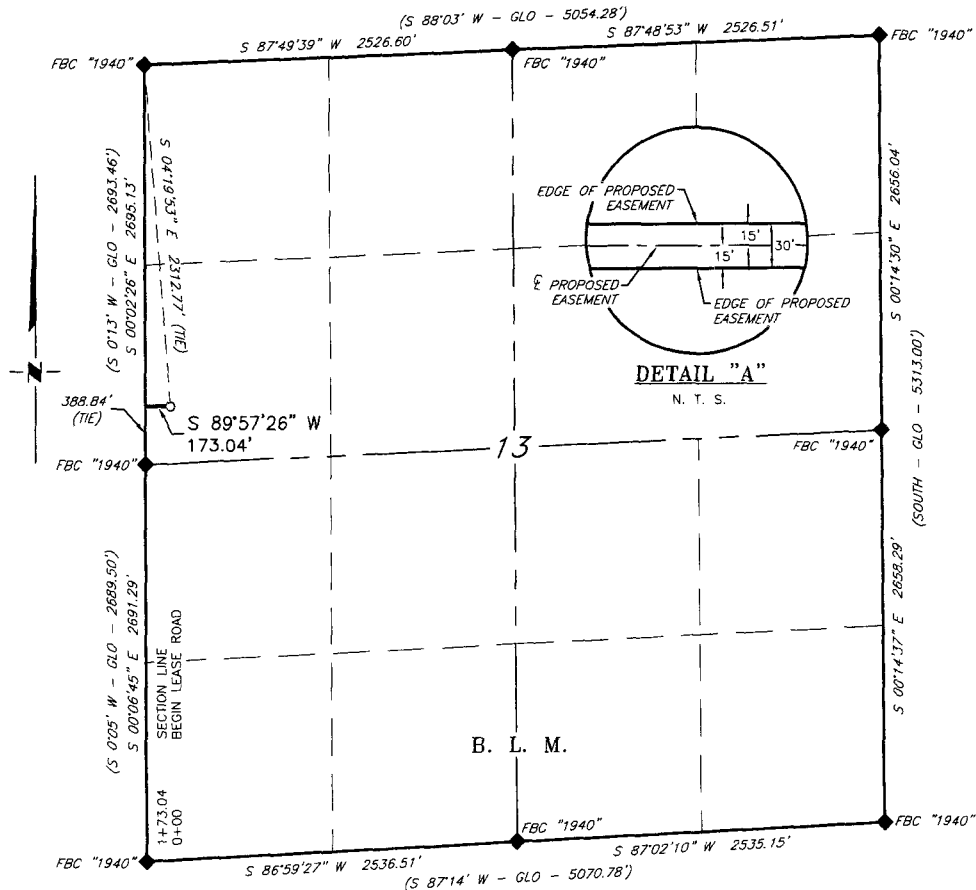 (S 88°03' W - GLO - 5054.28')
S 87°49'39" W 2526.60'
S 87°48'53" W 2526.51'
FBC "1940"
FBC "1940"
FBC "1940"
(S 0°13' W - GLO - 2693.46')
S 00°02'26" E 2695.13'
S 04°19'53" E 2312.77' (TIE)
EDGE OF PROPOSED
EASEMENT
15'
30'
15'
℄ PROPOSED
EASEMENT
EDGE OF PROPOSED
EASEMENT
DETAIL "A"
N. T. S.
S 00°14'30" E 2656.04'
(SOUTH - GLO - 5313.00')
N
388.84'
(TIE)
S 89°57'26" W
173.04'
FBC "1940"
13
FBC "1940"
(S 0°05' W - GLO - 2689.50')
S 00°06'45" E 2691.29'
SECTION LINE
BEGIN LEASE ROAD
1+73.04
0+00
S 00°14'37" E 2658.29'
B. L. M.
FBC "1940"
FBC "1940"
FBC "1940"
S 86°59'27" W 2536.51'
S 87°02'10" W 2535.15'
(S 87°14' W - GLO - 5070.78')